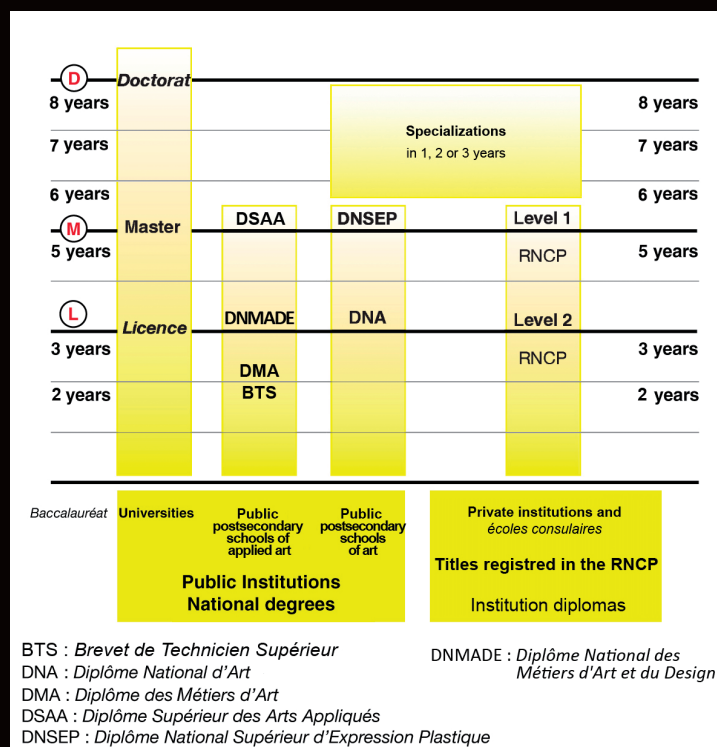 D
Doctorat
8 years
8 years
Specializations
in 1, 2 or 3 years
7 years
7 years
6 years
6 years
M
Master
DSAA
DNSEP
Level 1
5 years
RNCP
5 years
L
Licence
DNMADE
DNA
Level 2
3 years
RNCP
3 years
DMA
2 years
BTS
2 years
Baccalauréat
Universities
Public
postsecondary
schools of
applied art
Public
postsecondary
schools
of art
Public Institutions
National degrees
Private institutions and
écoles consulaires
Titles registred in the RNCP
Institution diplomas
BTS : Brevet de Technicien Supérieur
DNA : Diplôme National d'Art
DMA : Diplôme des Métiers d'Art
DSAA : Diplôme Supérieur des Arts Appliqués
DNSEP : Diplôme National Supérieur d'Expression Plastique
DNMADE : Diplôme National des
Métiers d'Art et du Design